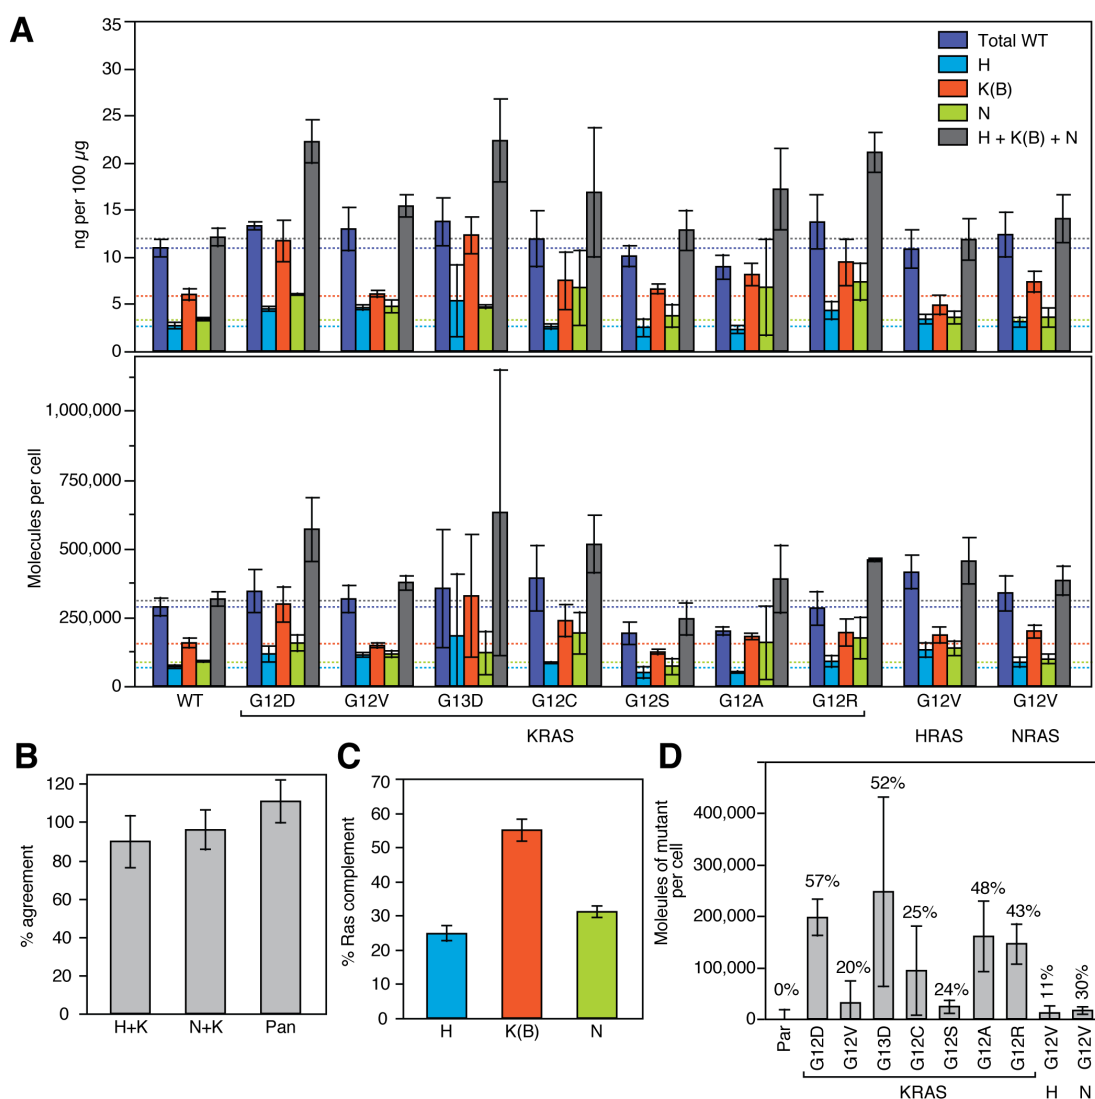 A
35
30
25
20
15
10
5
0
ng per 100 µg
Total WT
H
K(B)
N
H + K(B) + N
1,000,000
750,000
500,000
250,000
0
Molecules per cell
WT G12D G12V G13D G12C G12S G12A G12R G12V G12V
KRAS HRAS NRAS
B
120
100
80
60
40
20
0
% agreement
H+K N+K Pan
C
70
60
50
40
30
20
10
0
% Ras complement
H K(B) N
D
400,000
300,000
200,000
100,000
0
Moleules of mutant
per cell
0% 57% 20% 52% 25% 24% 48% 43% 11% 30%
Par G12D G12V G13D G12C G12S G12A G12R G12V G12V
KRAS H N